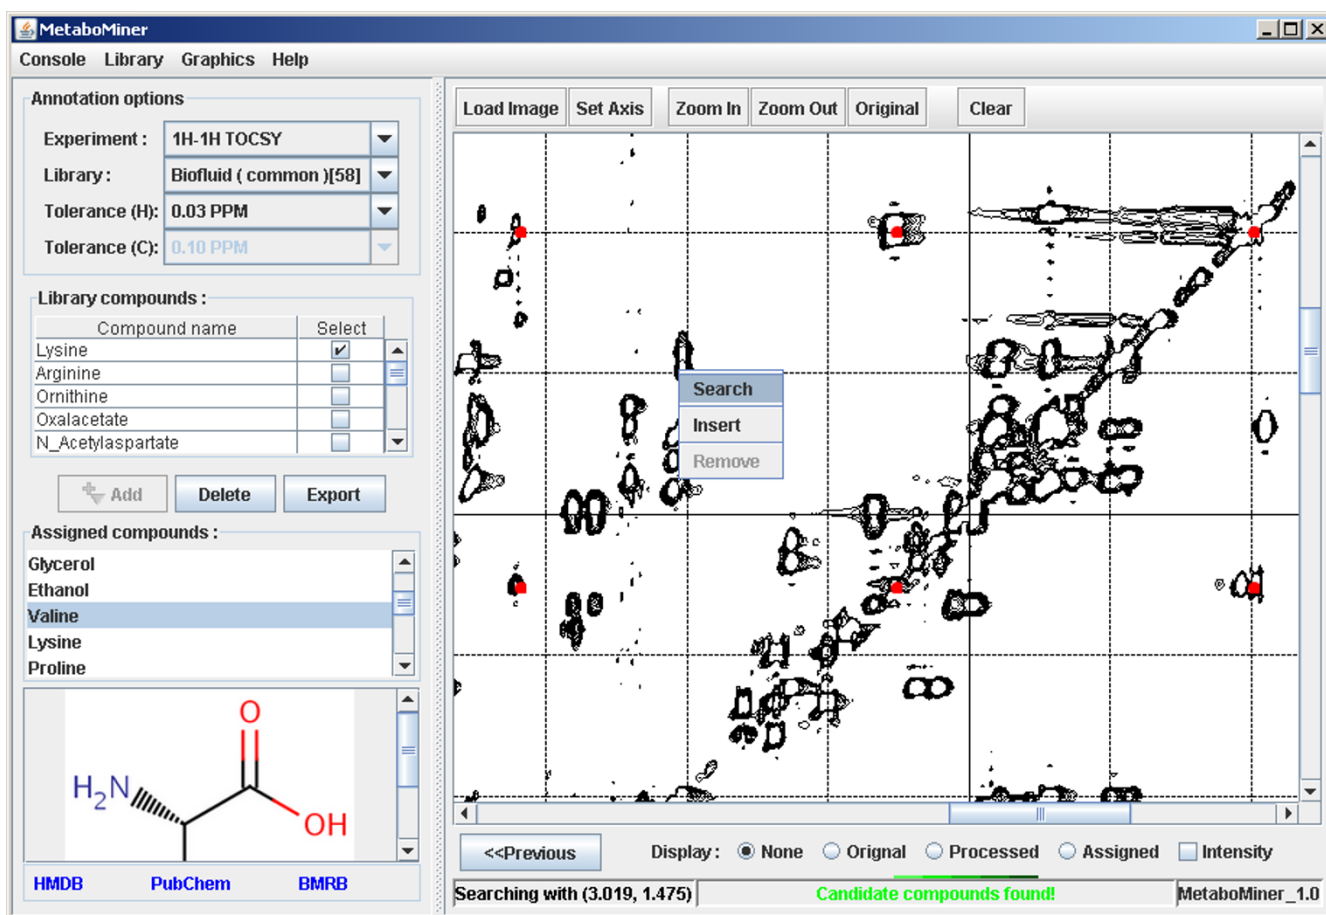 MetaboMiner
Console Library Graphics Help
Annotation options
Experiment : 1H-1H TOCSY
Library : Biofluid ( common )[58]
Tolerance (H): 0.03 PPM
Tolerance (C): 0.10 PPM
Library compounds :
Compound name Select
Lysine
Arginine
Ornithine
Oxalacetate
N_Acetylaspartate
Add Delete Export
Assigned compounds :
Glycerol
Ethanol
Valine
Lysine
Proline
O
H2N
OH
HMDB PubChem BMRB
Load Image Set Axis Zoom In Zoom Out Original Clear
Search
Insert
Remove
<<Previous Display : None Orignal Processed Assigned Intensity
Searching with (3.019, 1.475) Candidate compounds found! MetaboMiner_1.0